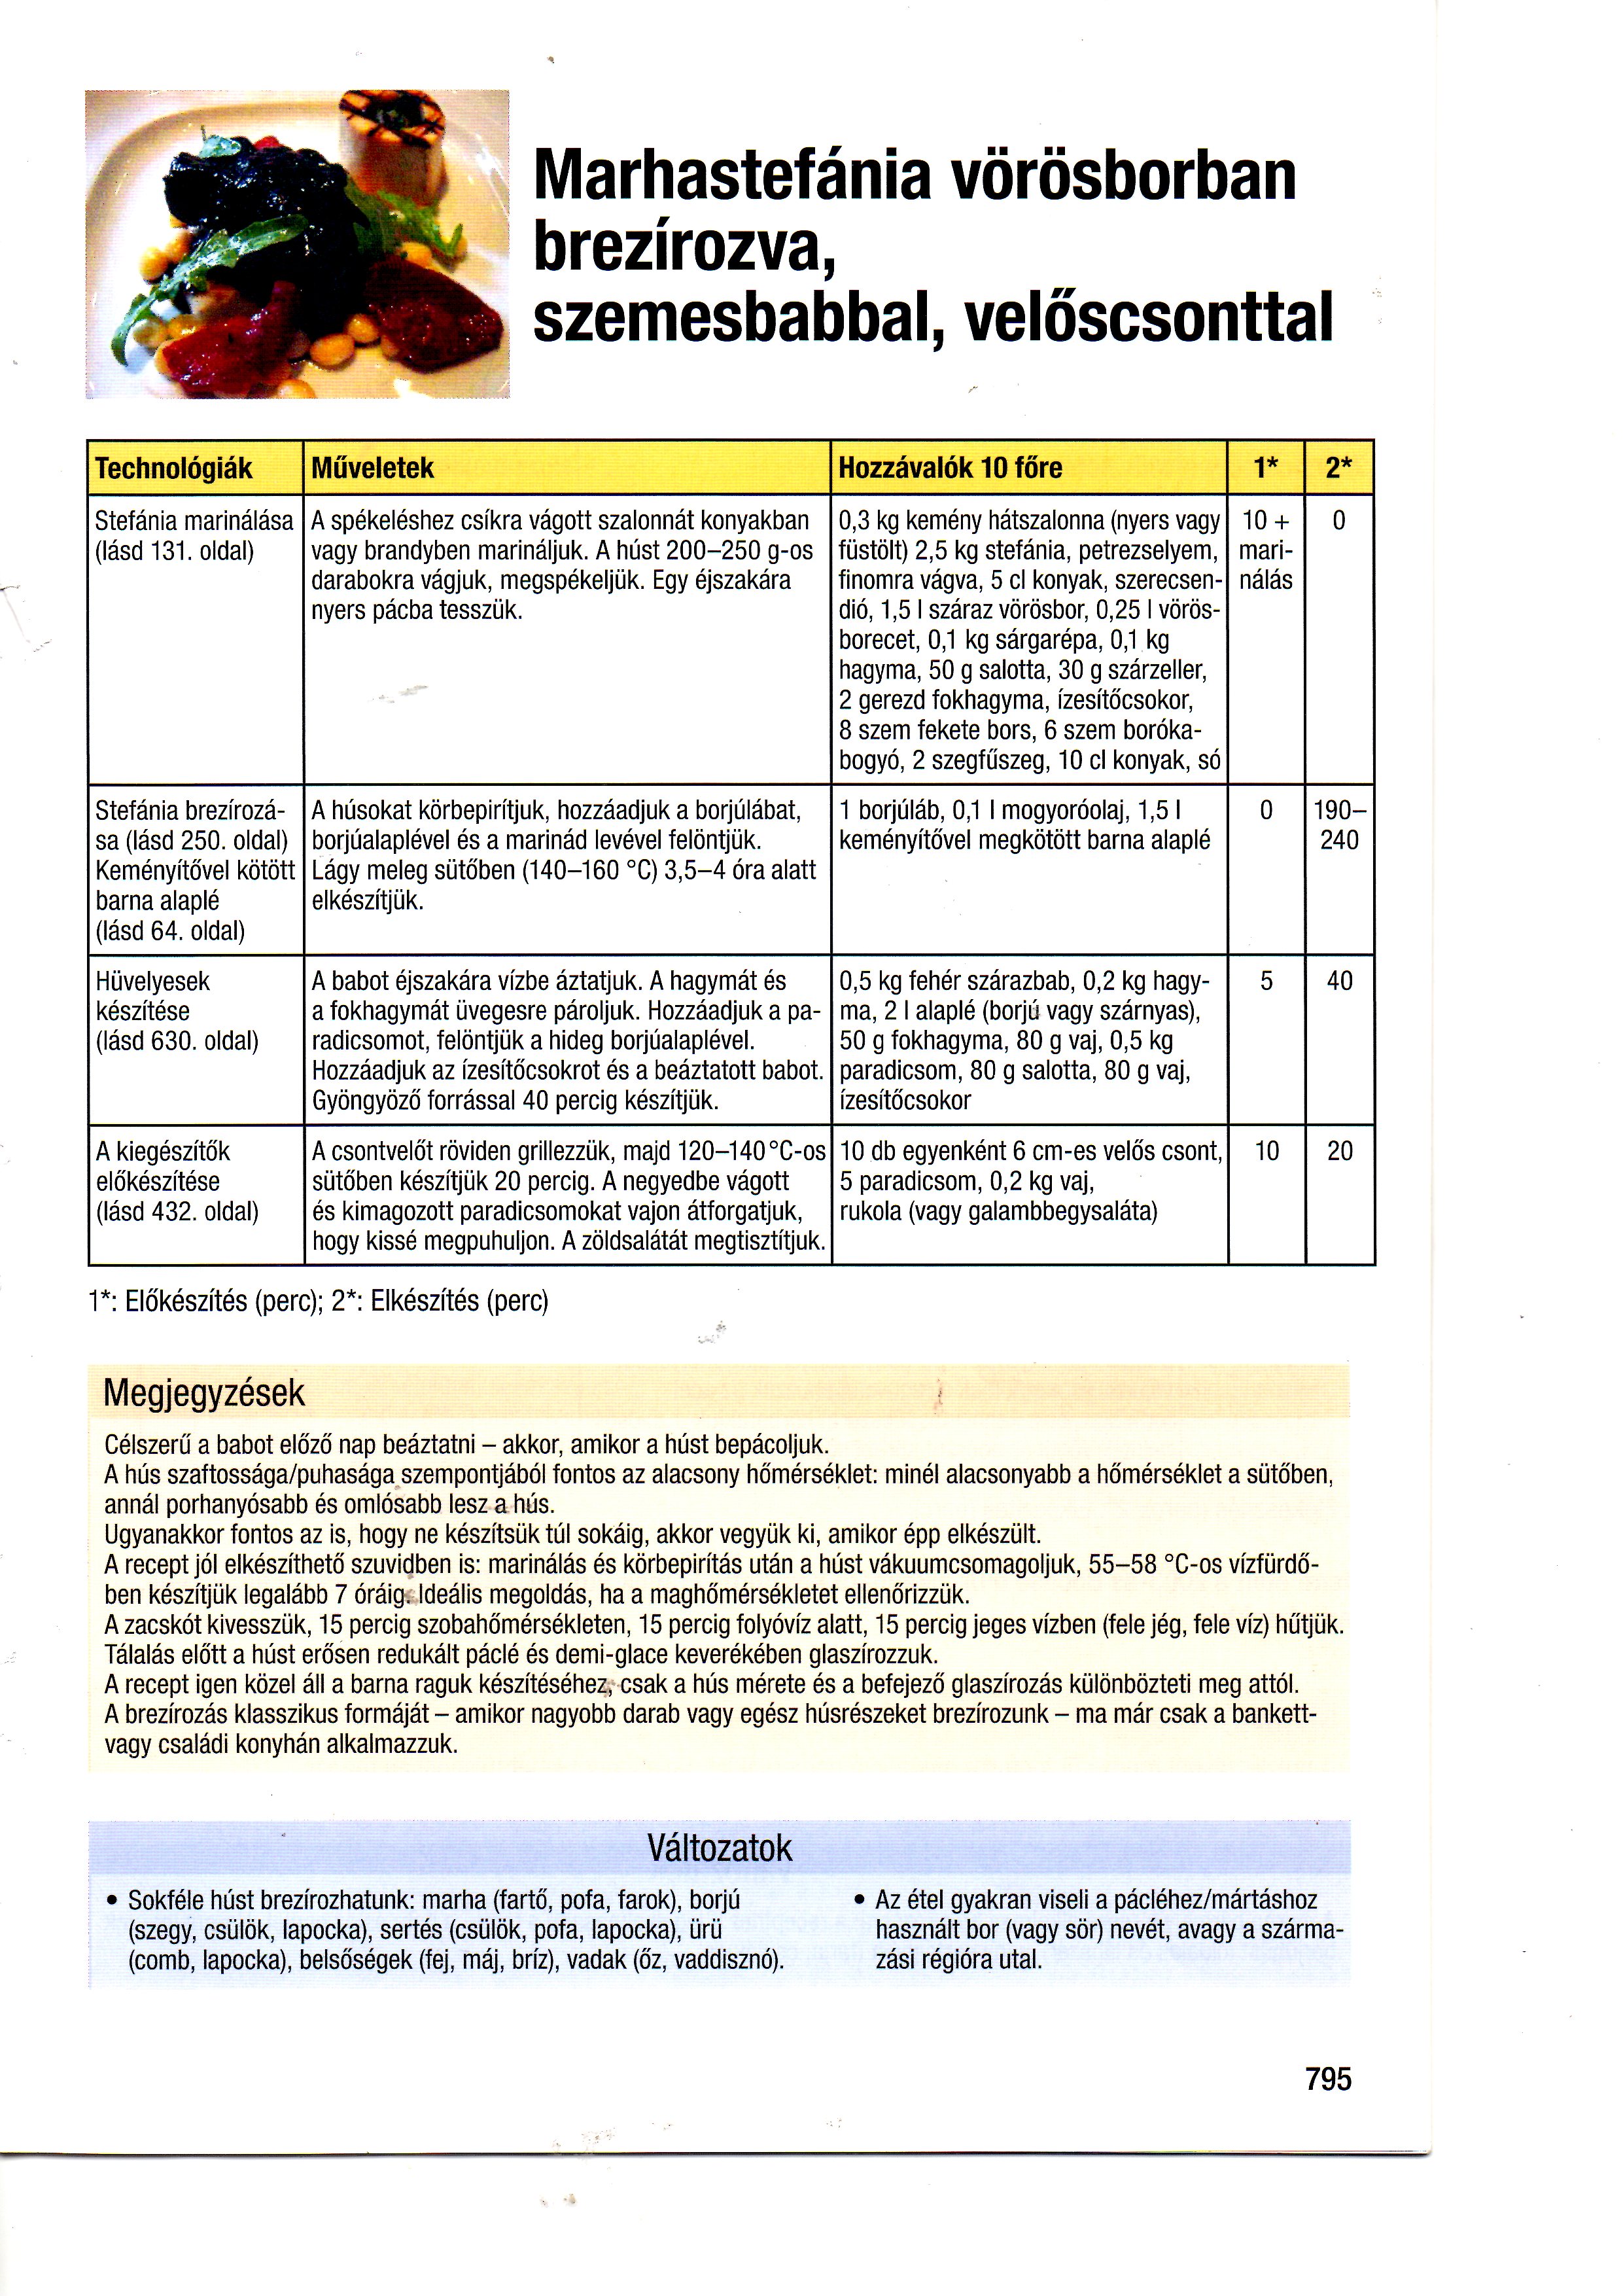 Marhastefánia vörösborban
brezírozva,
szemesbabbal, velőscsonttal
Technológiák
Műveletek
Hozzávalók 10 főre
1*
2*
Stefánia marinálása
(lásd 131. oldal)
A spékeléshez csíkra vágott szalonnát konyakban
vagy brandyben marináljuk. A húst 200–250 g-os
darabokra vágjuk, megspékeljük. Egy éjszakára
nyers pácba tesszük.
0,3 kg kemény hátszalonna (nyers vagy
füstölt) 2,5 kg stefánia, petrezselyem,
finomra vágva, 5 cl konyak, szerecsen-
dió, 1,5 l száraz vörösbor, 0,25 l vörös-
borecet, 0,1 kg sárgarépa, 0,1 kg
hagyma, 50 g salotta, 30 g szárzeller,
2 gerezd fokhagyma, ízesítőcsokor,
8 szem fekete bors, 6 szem boróka-
bogyó, 2 szegfűszeg, 10 cl konyak, só
10 +
mari-
nálás
0
Stefánia brezírozá-
sa (lásd 250. oldal)
Keményítővel kötött
barna alaplé
(lásd 64. oldal)
A húsokat körbepirítjuk, hozzáadjuk a borjúlábat,
borjúalaplével és a marinád levével felöntjük.
Lágy meleg sütőben (140–160 °C) 3,5–4 óra alatt
elkészítjük.
1 borjúláb, 0,1 l mogyoróolaj, 1,5 l
keményítővel megkötött barna alaplé
0
190–
240
Hüvelyesek
készítése
(lásd 630. oldal)
A babot éjszakára vízbe áztatjuk. A hagymát és
a fokhagymát üvegesre pároljuk. Hozzáadjuk a pa-
radicsomot, felöntjük a hideg borjúalaplével.
Hozzáadjuk az ízesítőcsokrot és a beáztatott babot.
Gyöngyöző forrással 40 percig készítjük.
0,5 kg fehér szárazbab, 0,2 kg hagy-
ma, 2 l alaplé (borjú vagy szárnyas),
50 g fokhagyma, 80 g vaj, 0,5 kg
paradicsom, 80 g salotta, 80 g vaj,
ízesítőcsokor
5
40
A kiegészítők
előkészítése
(lásd 432. oldal)
A csontvelőt röviden grillezzük, majd 120–140 °C-os
sütőben készítjük 20 percig. A negyedbe vágott
és kimagozott paradicsomokat vajon átforgatjuk,
hogy kissé megpuhuljon. A zöldsalátát megtisztítjuk.
10 db egyenként 6 cm-es velős csont,
5 paradicsom, 0,2 kg vaj,
rukola (vagy galambbegysaláta)
10
20
1*: Előkészítés (perc); 2*: Elkészítés (perc)
Megjegyzések
Célszerű a babot előző nap beáztatni – akkor, amikor a húst bepácoljuk.
A hús szaftossága/puhasága szempontjából fontos az alacsony hőmérséklet: minél alacsonyabb a hőmérséklet a sütőben,
annál porhanyósabb és omlósabb lesz a hús.
Ugyanakkor fontos az is, hogy ne készítsük túl sokáig, akkor vegyük ki, amikor épp elkészült.
A recept jól elkészíthető szuvidben is: marinálás és körbepirítás után a húst vákuumcsomagoljuk, 55–58 °C-os vízfürdő-
ben készítjük legalább 7 óráig. Ideális megoldás, ha a maghőmérsékletet ellenőrizzük.
A zacskót kivesszük, 15 percig szobahőmérsékleten, 15 percig folyóvíz alatt, 15 percig jeges vízben (fele jég, fele víz) hűtjük.
Tálalás előtt a húst erősen redukált páclé és demi-glace keverékében glaszírozzuk.
A recept igen közel áll a barna raguk készítéséhez, csak a hús mérete és a befejező glaszírozás különbözteti meg attól.
A brezírozás klasszikus formáját – amikor nagyobb darab vagy egész húsrészeket brezírozunk – ma már csak a bankett-
vagy családi konyhán alkalmazzuk.
Változatok
• Sokféle húst brezírozhatunk: marha (fartő, pofa, farok), borjú
(szegy, csülök, lapocka), sertés (csülök, pofa, lapocka), ürü
(comb, lapocka), belsőségek (fej, máj, bríz), vadak (őz, vaddisznó).
• Az étel gyakran viseli a pácléhez/mártáshoz
használt bor (vagy sör) nevét, avagy a szárma-
zási régióra utal.
795